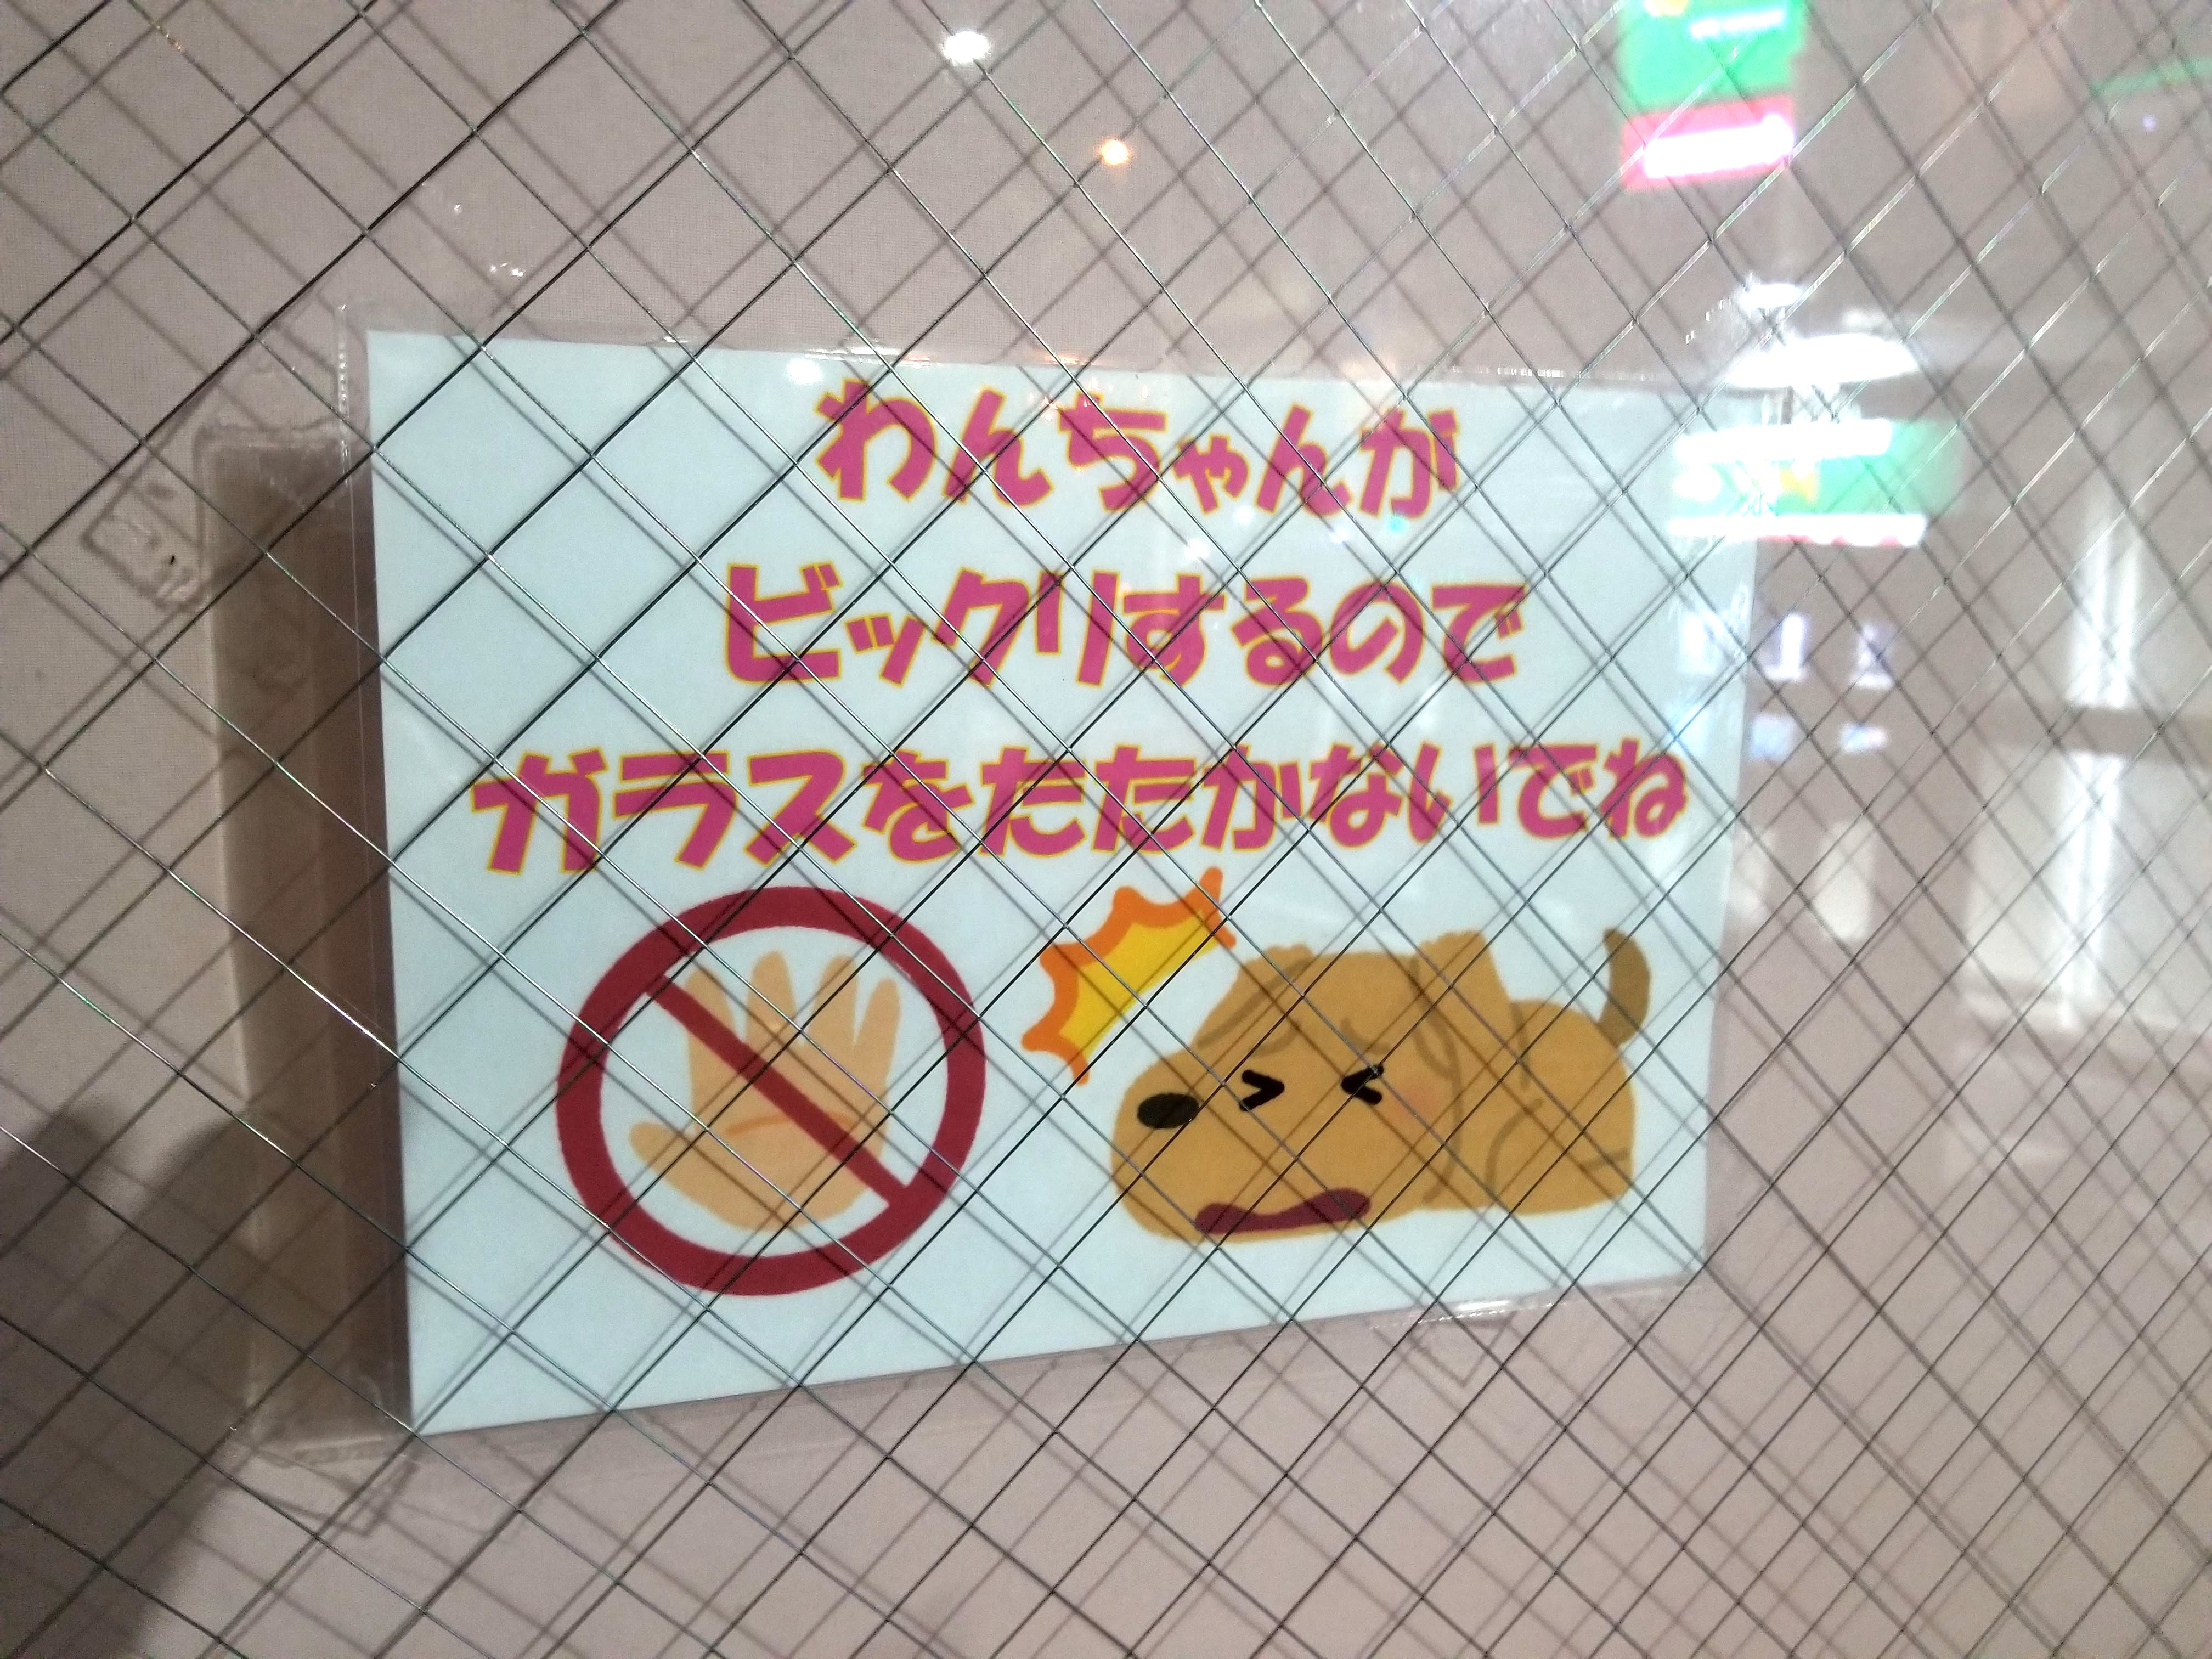 わんちゃんが
ビックリするので
ガラスをたたかないでね